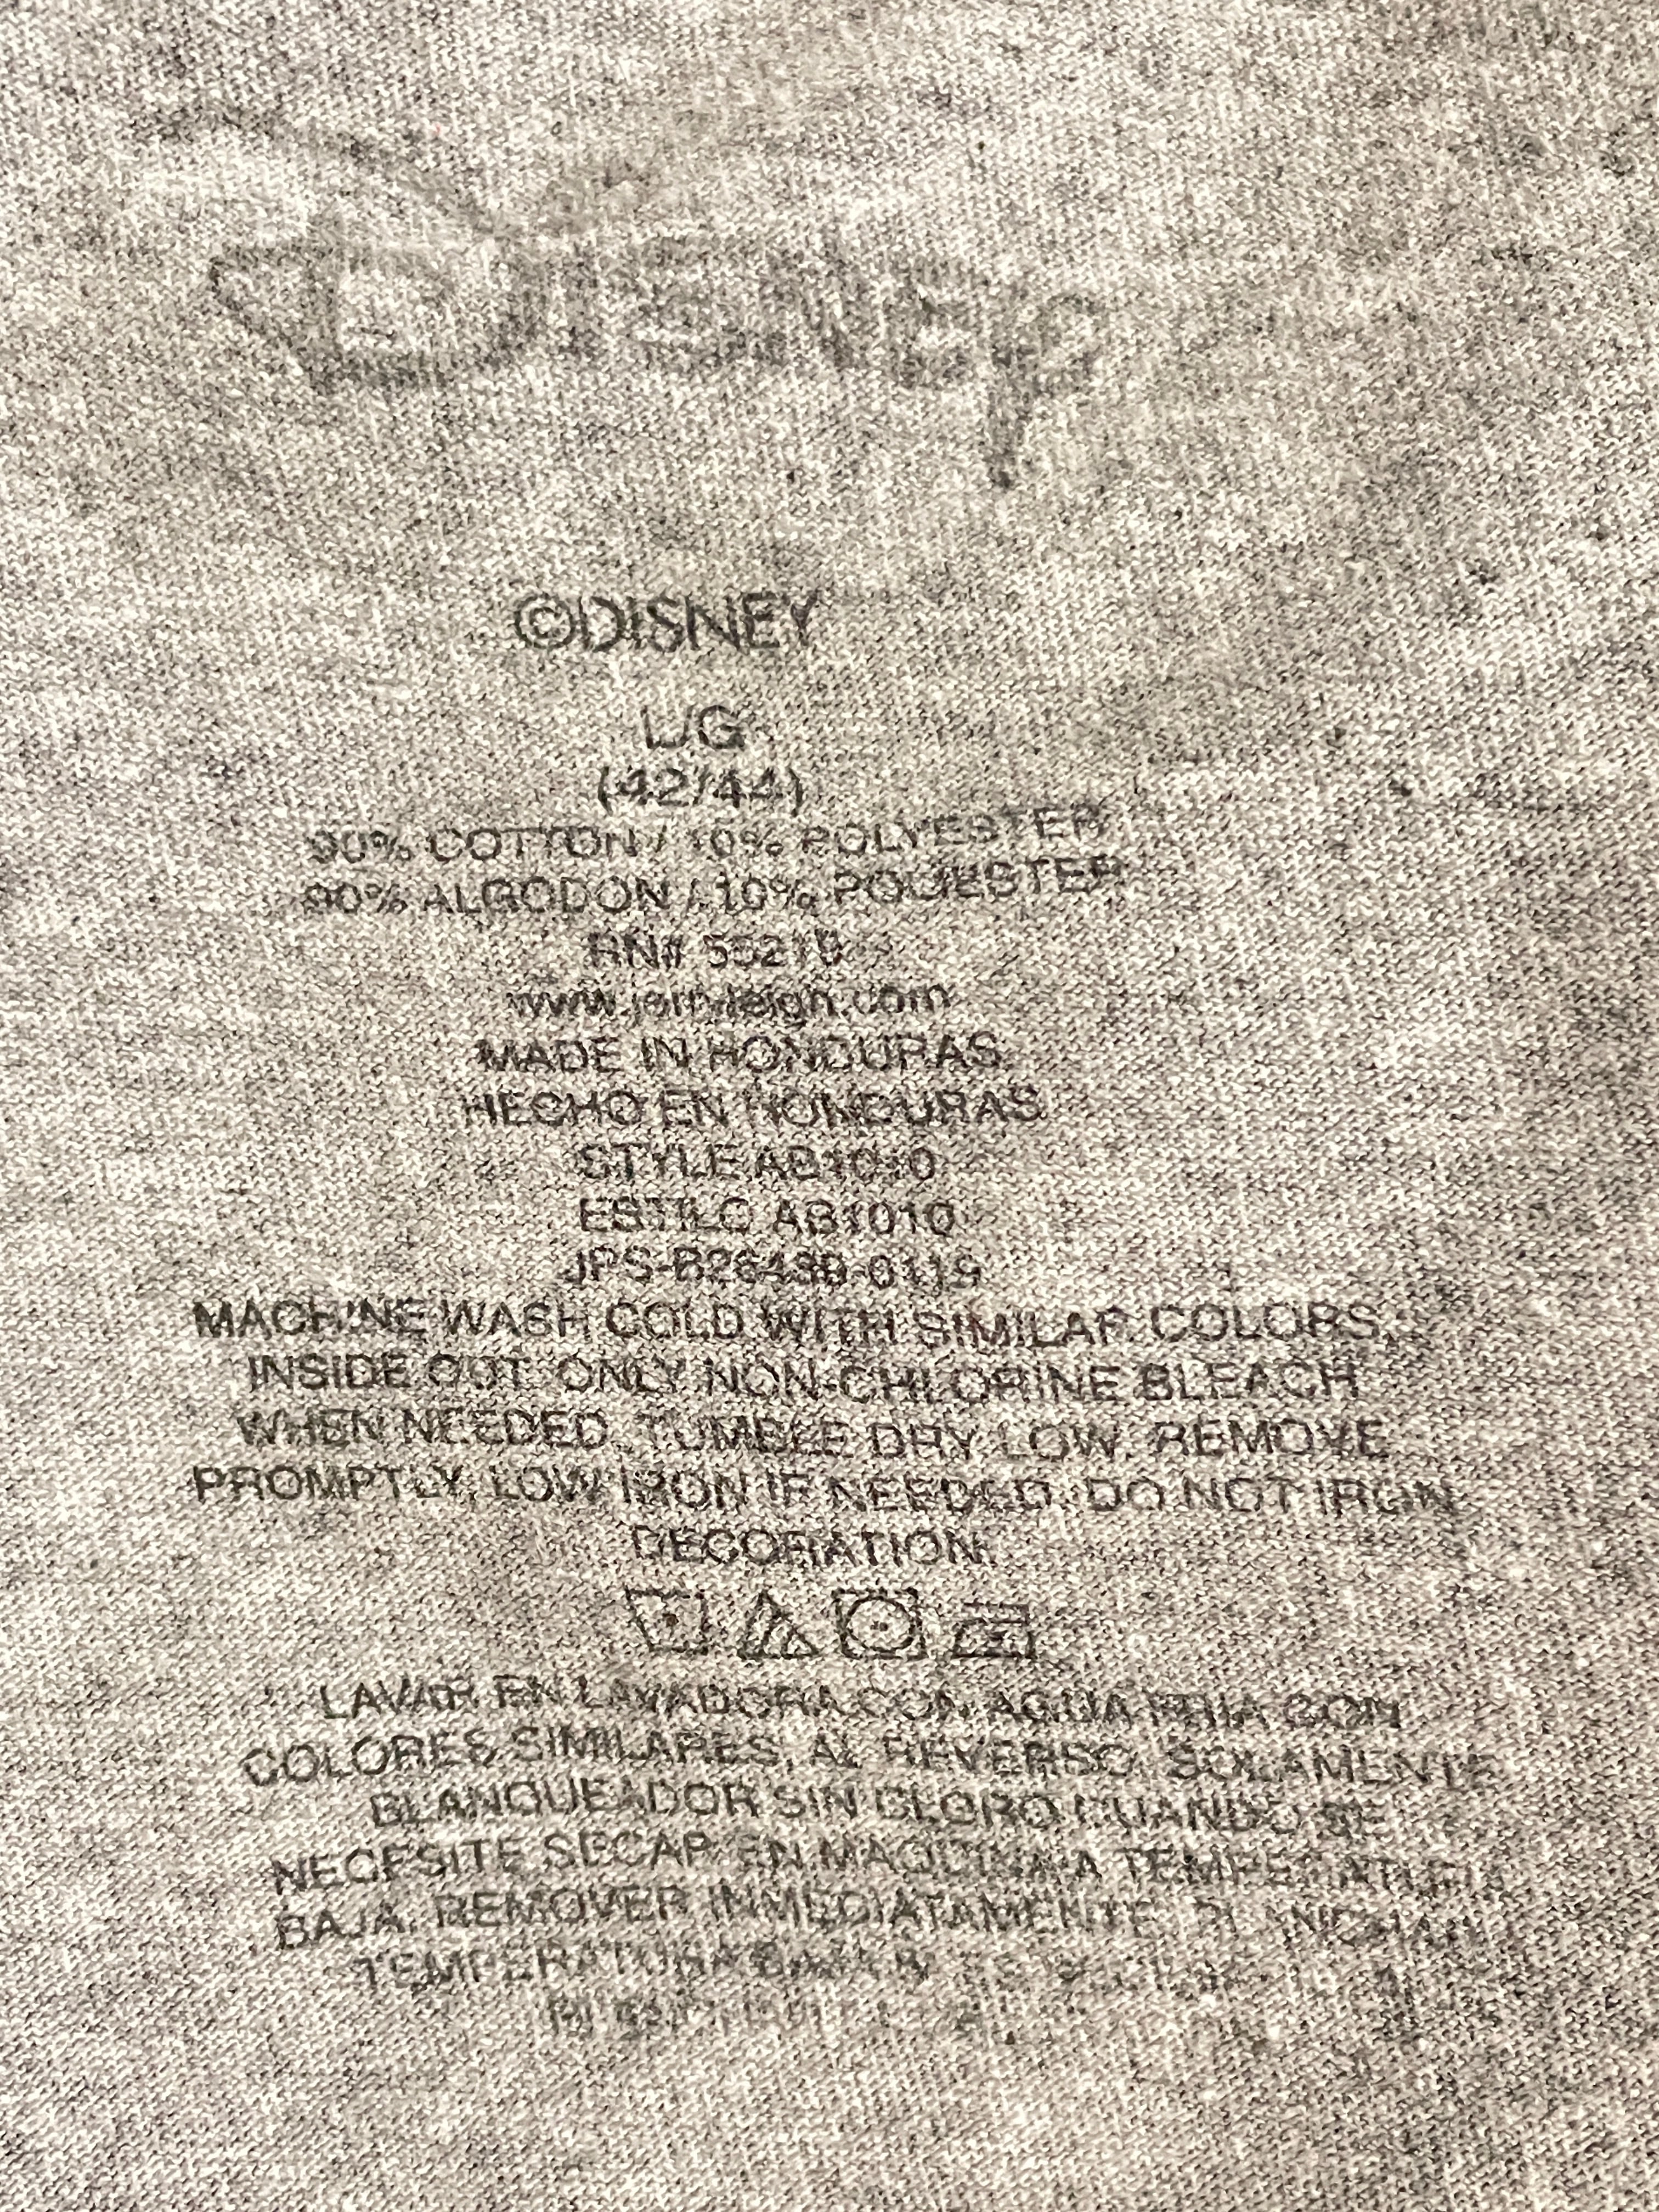 Disney
©DISNEY
L/G
(42/44)
90% COTTON / 10% POLYESTER
90% ALGODON / 10% POLIESTER
RN# 55219
www.jerryleigh.com
MADE IN HONDURAS
HECHO EN HONDURAS
STYLE AB1010
ESTILO AB1010
MACHINE WASH COLD WITH SIMILAR COLORS,
INSIDE OUT. ONLY NON-CHLORINE BLEACH
WHEN NEEDED. TUMBLE DRY LOW. REMOVE
PROMPTLY. LOW IRON IF NEEDED. DO NOT IRON
DECORATION.
LAVAR EN LAVADORA CON AGUA FRIA CON
COLORES SIMILARES, AL REVERSO. SOLAMENTE
BLANQUEADOR SIN CLORO CUANDO SE
NECESITE. SECAR EN MAQUINA A TEMPERATURA
BAJA. REMOVER INMEDIATAMENTE. PLANCHAR
TEMPERATURA BAJA